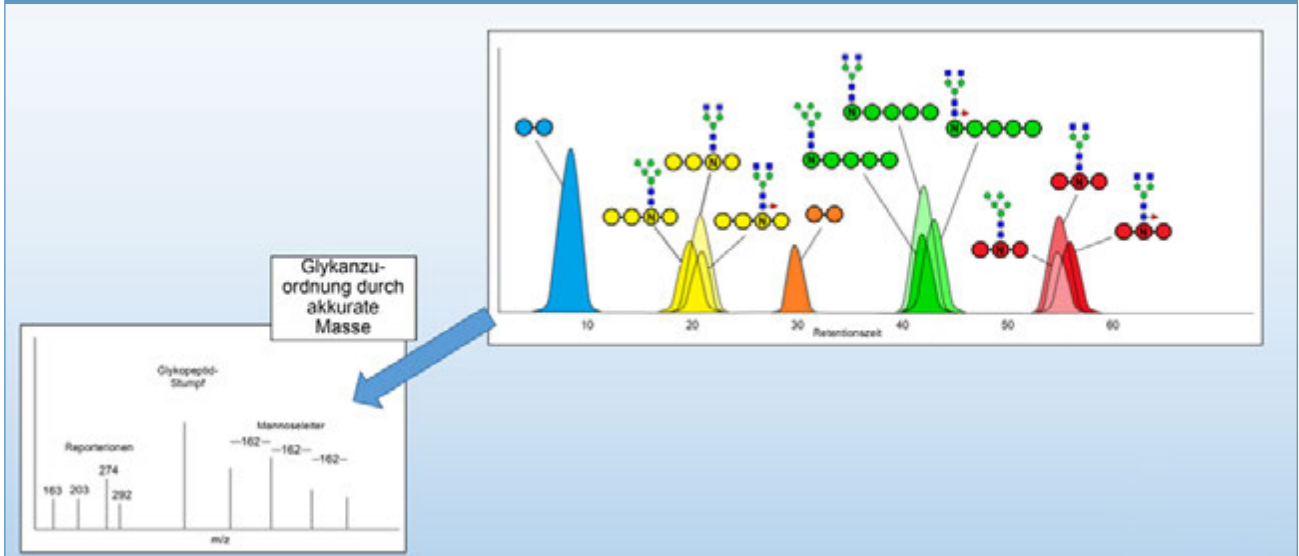 N
N
N
N
N
N
N
N
N
10
20
30
40
50
60
Retentionszeit
Glykanzu-
ordnung durch
akkurate
Masse
Glykopeptid-
Stumpf
Mannoseleiter
---162---
---162---
--162--
Reporterionen
274
163
203
292
m/z